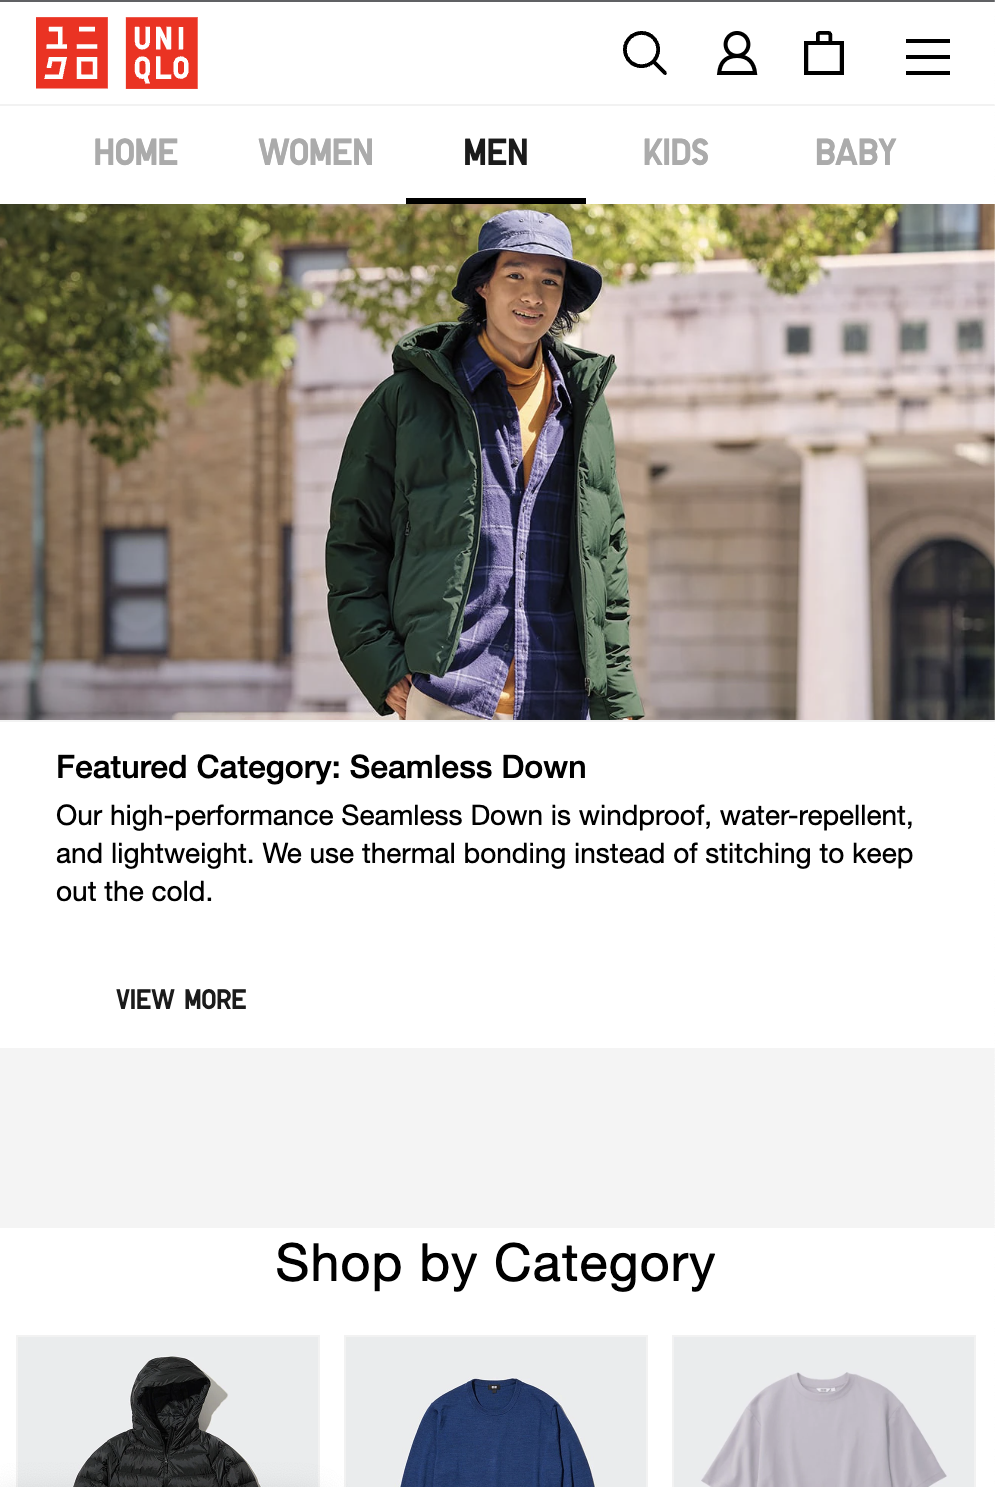 ユニ
クロ
UNI
QLO
HOME WOMEN MEN KIDS BABY
Featured Category: Seamless Down
Our high-performance Seamless Down is windproof, water-repellent,
and lightweight. We use thermal bonding instead of stitching to keep
out the cold.
VIEW MORE
Shop by Category